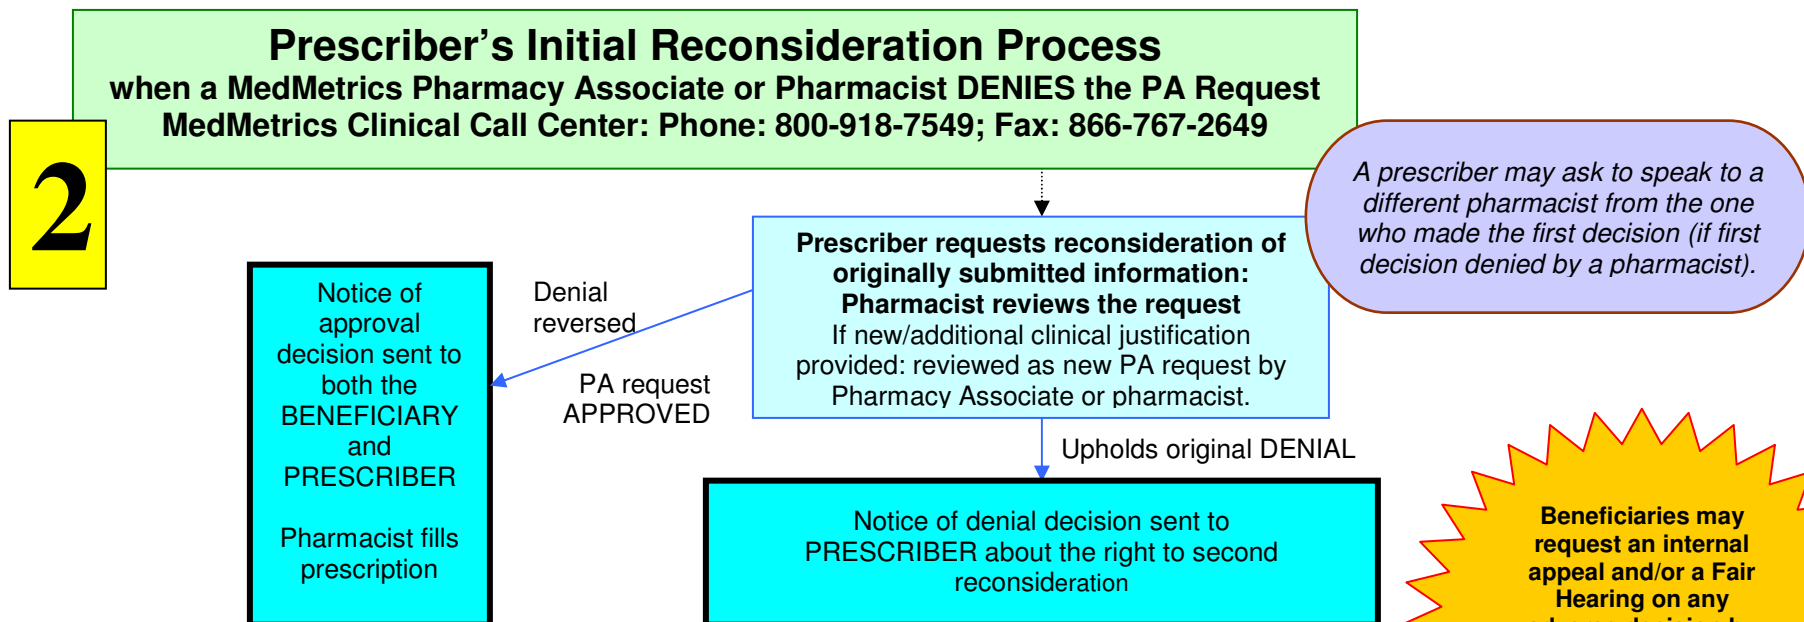 Prescriber’s Initial Reconsideration Process
when a MedMetrics Pharmacy Associate or Pharmacist DENIES the PA Request
MedMetrics Clinical Call Center: Phone: 800-918-7549; Fax: 866-767-2649
2
A prescriber may ask to speak to a
different pharmacist from the one
who made the first decision (if first
decision denied by a pharmacist).
Prescriber requests reconsideration of
originally submitted information:
Pharmacist reviews the request
If new/additional clinical justification
provided: reviewed as new PA request by
Pharmacy Associate or pharmacist.
Denial
reversed
PA request
APPROVED
Notice of
approval
decision sent to
both the
BENEFICIARY
and
PRESCRIBER
Pharmacist fills
prescription
Upholds original DENIAL
Notice of denial decision sent to
PRESCRIBER about the right to second
reconsideration
Beneficiaries may
request an internal
appeal and/or a Fair
Hearing on any